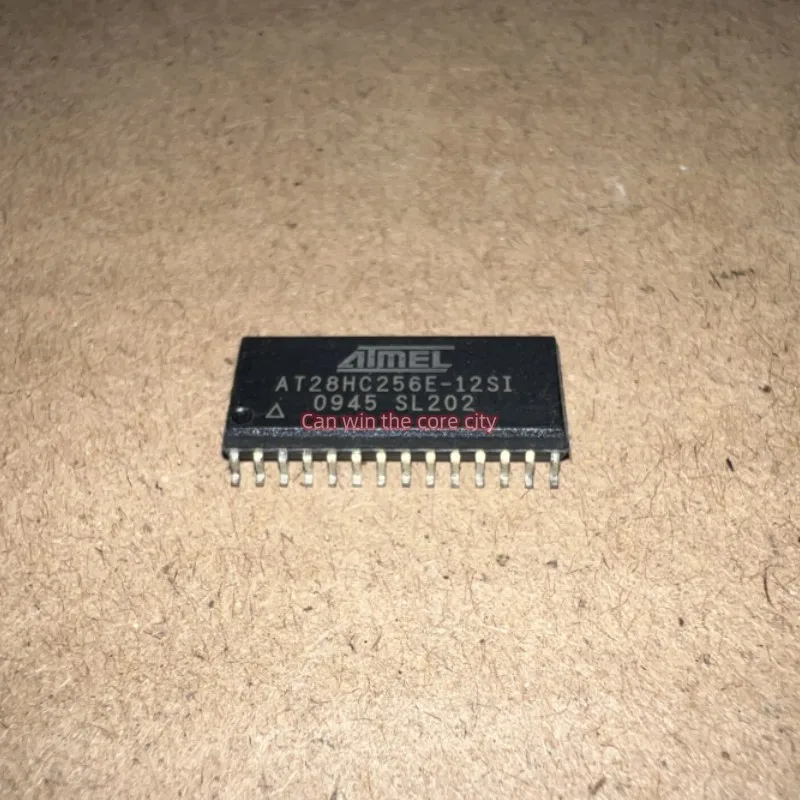 ATMEL
AT28HC256E-12SI
0945 SL202
Can win the core city